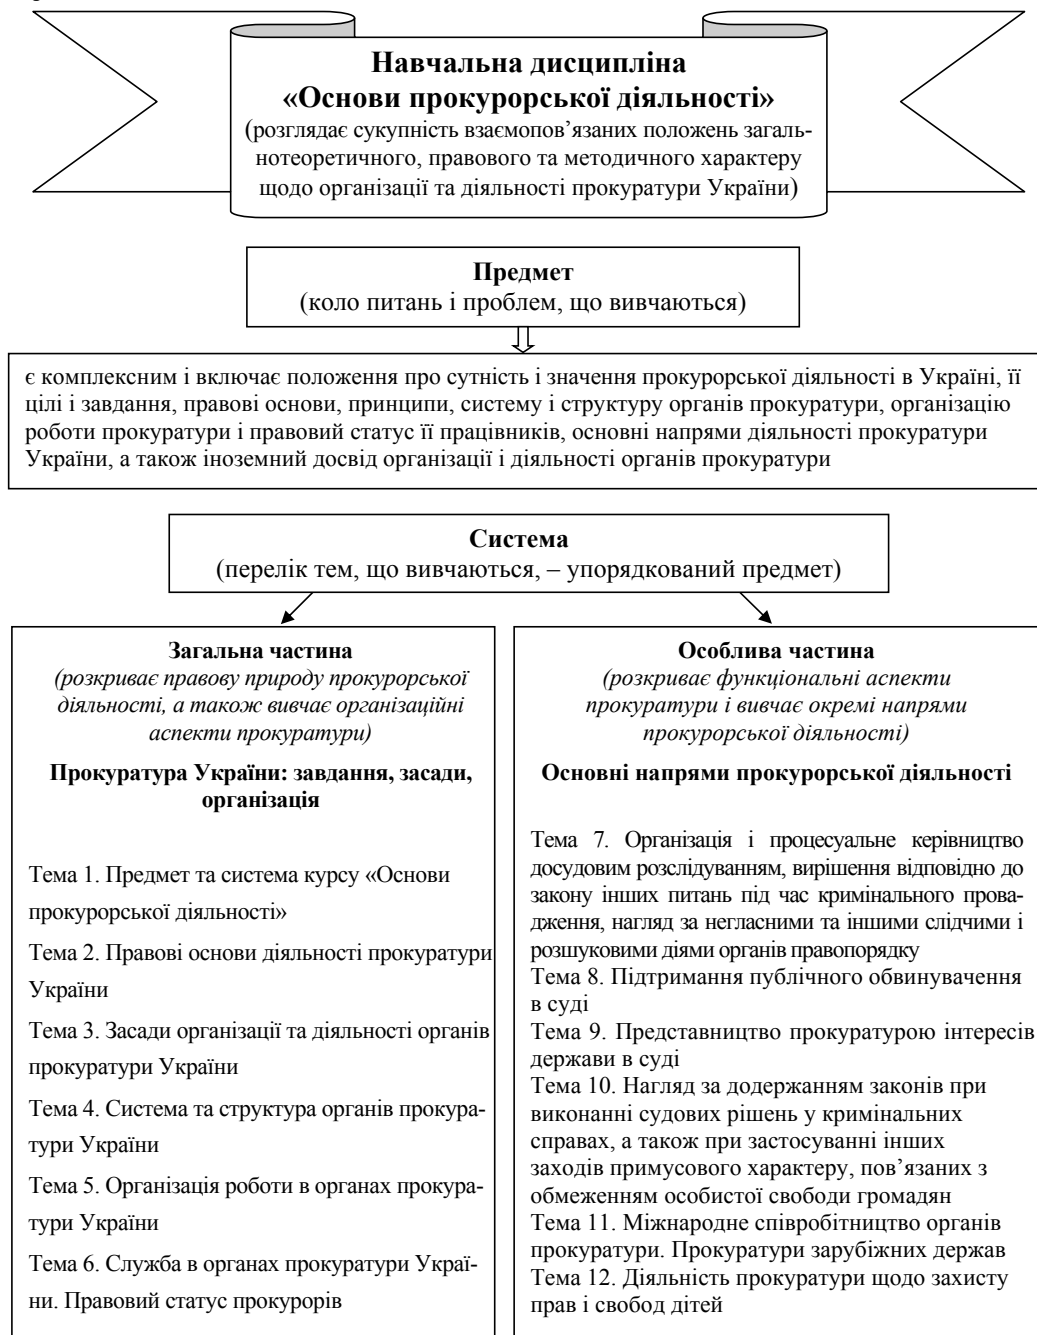 Навчальна дисципліна
«Основи прокурорської діяльності»
(розглядає сукупність взаємопов’язаних положень загаль-
нотеоретичного, правового та методичного характеру
щодо організації та діяльності прокуратури України)
Предмет
(коло питань і проблем, що вивчаються)
є комплексним і включає положення про сутність і значення прокурорської діяльності в Україні, її
цілі і завдання, правові основи, принципи, систему і структуру органів прокуратури, організацію
роботи прокуратури і правовий статус її працівників, основні напрями діяльності прокуратури
України, а також іноземний досвід організації і діяльності органів прокуратури
Система
(перелік тем, що вивчаються, – упорядкований предмет)
Загальна частина
(розкриває правову природу прокурорської
діяльності, а також вивчає організаційні
аспекти прокуратури)
Прокуратура України: завдання, засади,
організація
Тема 1. Предмет та система курсу «Основи
прокурорської діяльності»
Тема 2. Правові основи діяльності прокуратури
України
Тема 3. Засади організації та діяльності органів
прокуратури України
Тема 4. Система та структура органів прокура-
тури України
Тема 5. Організація роботи в органах прокура-
тури України
Тема 6. Служба в органах прокуратури Украї-
ни. Правовий статус прокурорів
Особлива частина
(розкриває функціональні аспекти
прокуратури і вивчає окремі напрями
прокурорської діяльності)
Основні напрями прокурорської діяльності
Тема 7. Організація і процесуальне керівництво
досудовим розслідуванням, вирішення відповідно до
закону інших питань під час кримінального прова-
дження, нагляд за негласними та іншими слідчими і
розшуковими діями органів правопорядку
Тема 8. Підтримання публічного обвинувачення
в суді
Тема 9. Представництво прокуратурою інтересів
держави в суді
Тема 10. Нагляд за додержанням законів при
виконанні судових рішень у кримінальних
справах, а також при застосуванні інших
заходів примусового характеру, пов’язаних з
обмеженням особистої свободи громадян
Тема 11. Міжнародне співробітництво органів
прокуратури. Прокуратури зарубіжних держав
Тема 12. Діяльність прокуратури щодо захисту
прав і свобод дітей